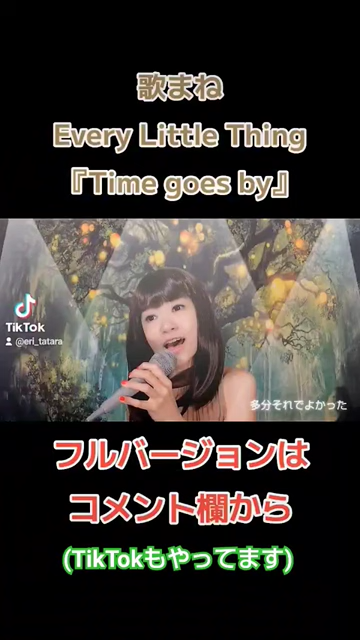 歌まね
Every Little Thing
『Time goes by』
TikTok
@eri_tatara
多分それでよかった
フルバージョンは
コメント欄から
(TikTokもやってます)